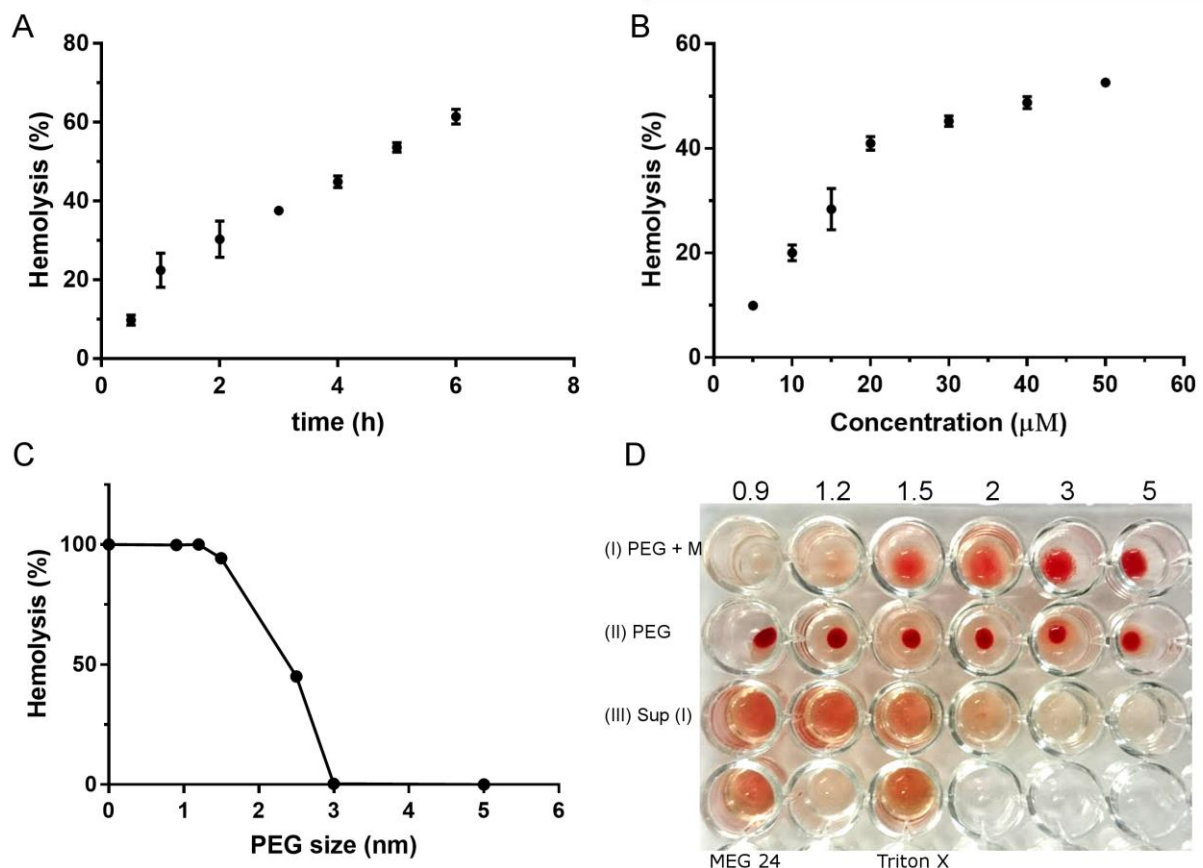 A
Hemolysis (%)
80
60
40
20
0
0 2 4 6 8
time (h)
B
Hemolysis (%)
60
40
20
0
0 10 20 30 40 50 60
Concentration (μM)
C
Hemolysis (%)
100
50
0
0 1 2 3 4 5 6
PEG size (nm)
D
0.9 1.2 1.5 2 3 5
(I) PEG + M
(II) PEG
(III) Sup (I)
MEG 24 Triton X